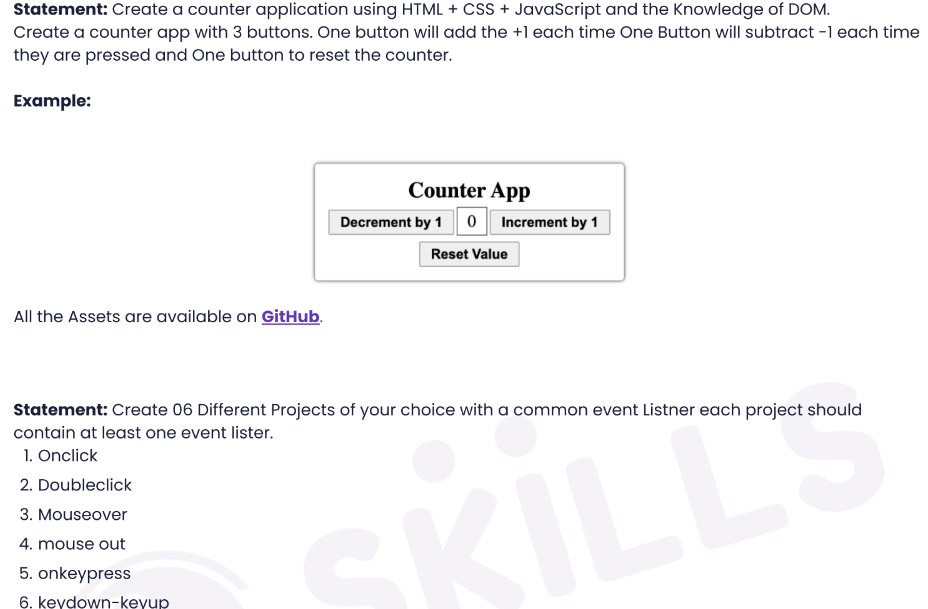 Statement: Create a counter application using HTML + CSS + JavaScript and the Knowledge of DOM.
Create a counter app with 3 buttons. One button will add the +1 each time One Button will subtract -1 each time
they are pressed and One button to reset the counter.
Example:
Counter App
Decrement by 1 0 Increment by 1
Reset Value
All the Assets are available on GitHub.
Statement: Create 06 Different Projects of your choice with a common event Listner each project should
contain at least one event lister.
1. Onclick
2. Doubleclick
3. Mouseover
4. mouse out
5. onkeypress
6. keydown-keyup
SKiLLS